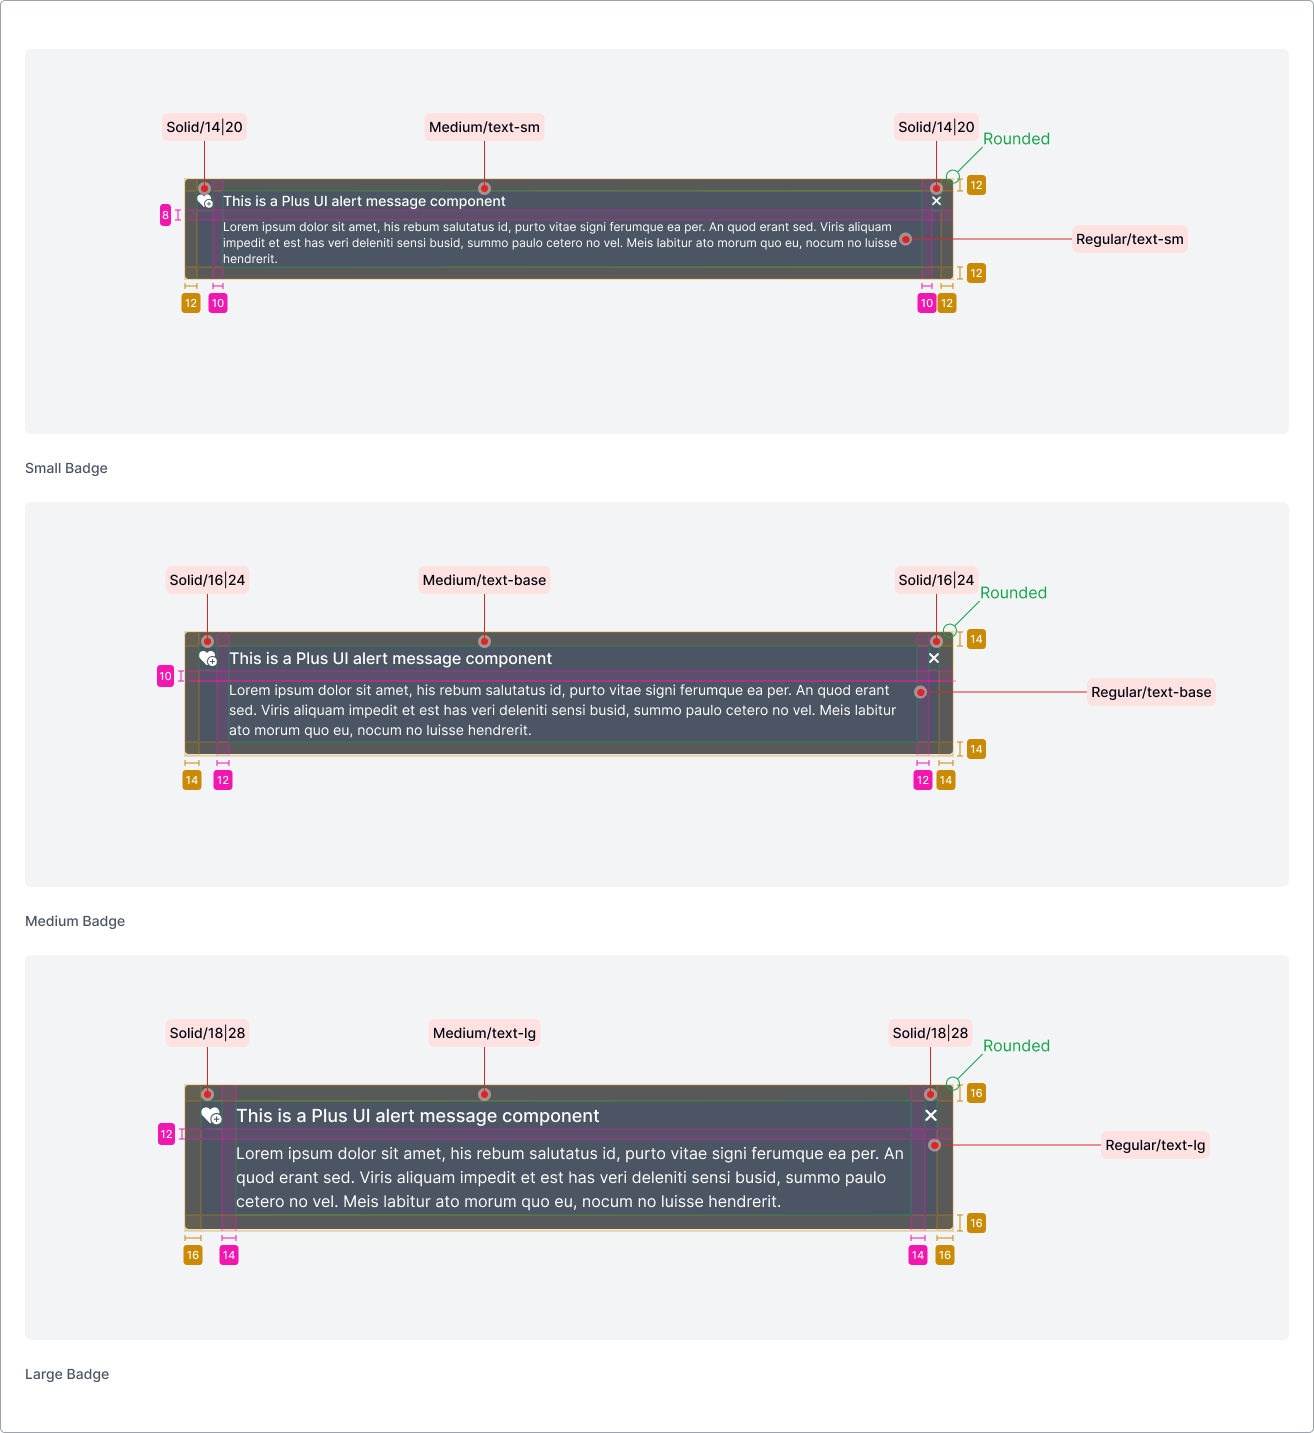 Solid/14|20
Medium/text-sm
Solid/14|20
Rounded
12
This is a Plus UI alert message component
8
Lorem ipsum dolor sit amet, his rebum salutatus id, purto vitae signi ferumque ea per. An quod erant sed. Viris aliquam
impedit et est has veri deleniti sensi busid, summo paulo cetero no vel. Meis labitur ato morum quo eu, nocum no luisse
hendrerit.
Regular/text-sm
12
12
10
10
12
Small Badge
Solid/16|24
Medium/text-base
Solid/16|24
Rounded
14
This is a Plus UI alert message component
10
Lorem ipsum dolor sit amet, his rebum salutatus id, purto vitae signi ferumque ea per. An quod erant
sed. Viris aliquam impedit et est has veri deleniti sensi busid, summo paulo cetero no vel. Meis labitur
ato morum quo eu, nocum no luisse hendrerit.
Regular/text-base
14
14
12
12
14
Medium Badge
Solid/18|28
Medium/text-lg
Solid/18|28
Rounded
16
This is a Plus UI alert message component
12
Lorem ipsum dolor sit amet, his rebum salutatus id, purto vitae signi ferumque ea per. An
quod erant sed. Viris aliquam impedit et est has veri deleniti sensi busid, summo paulo
cetero no vel. Meis labitur ato morum quo eu, nocum no luisse hendrerit.
Regular/text-lg
16
16
14
14
16
Large Badge